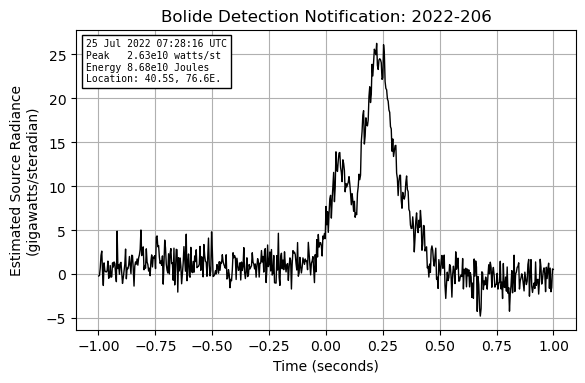 Bolide Detection Notification: 2022-206
25 Jul 2022 07:28:16 UTC
Peak   2.63e10 watts/st
Energy 8.68e10 Joules
Location: 40.5S, 76.6E.
Estimated Source Radiance
(gigawatts/steradian)
25
20
15
10
5
0
−5
−1.00 −0.75 −0.50 −0.25 0.00 0.25 0.50 0.75 1.00
Time (seconds)